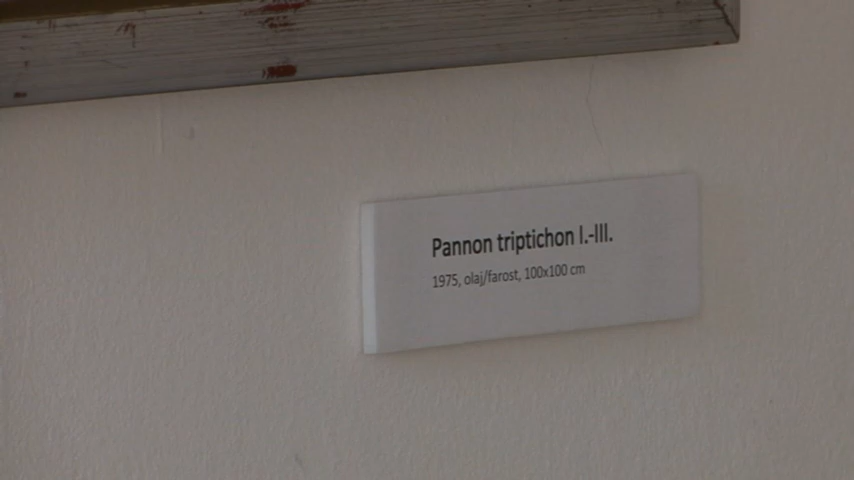 Pannon triptichon I.-III.
1975, olaj/farost, 100x100 cm